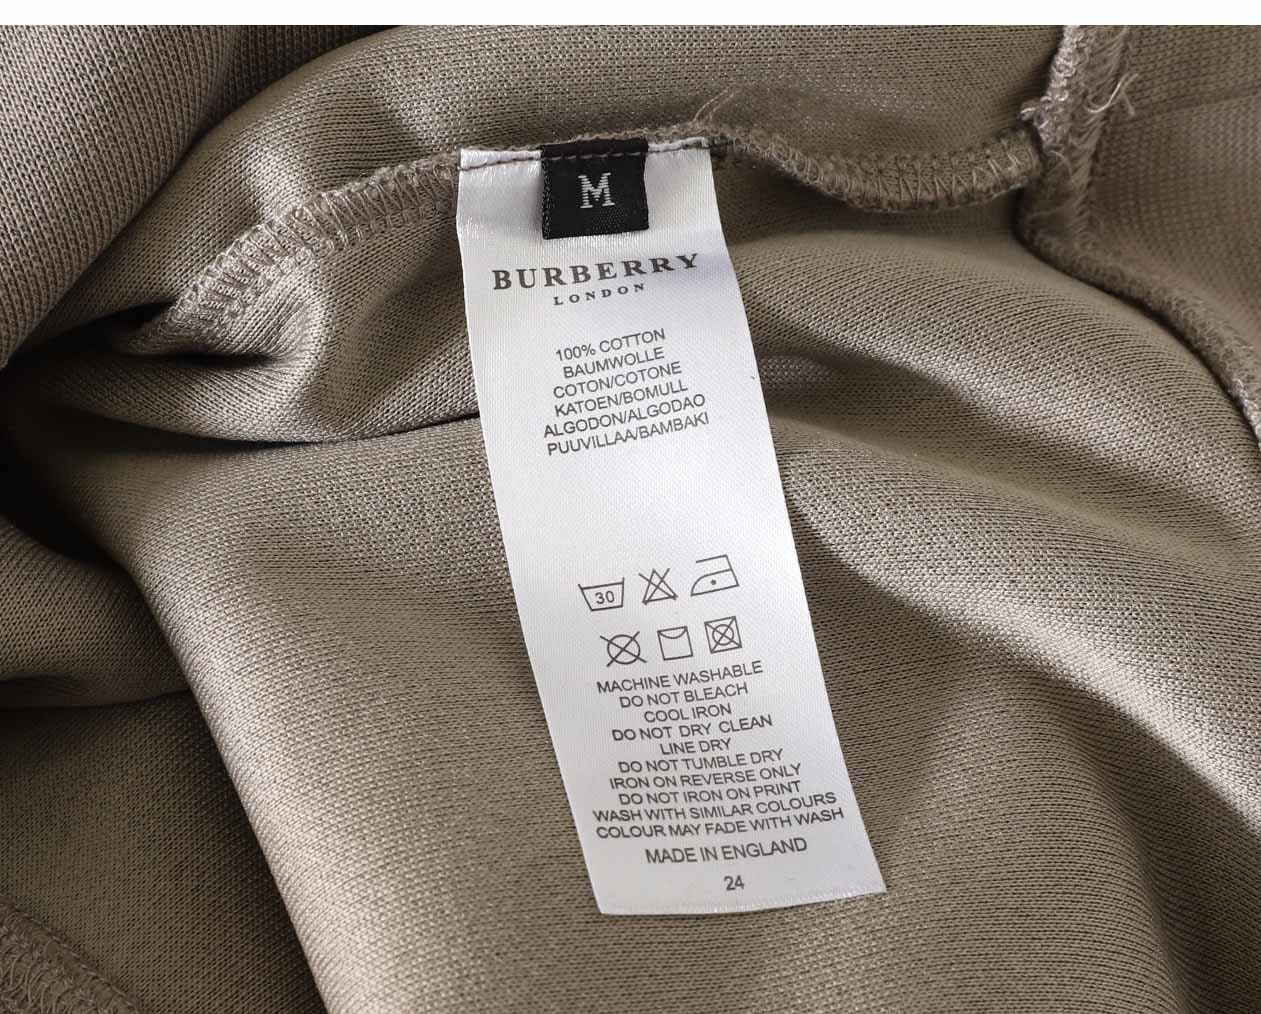 M
BURBERRY
LONDON
100% COTTON
BAUMWOLLE
COTON/COTONE
KATOEN/BOMULL
ALGODON/ALGODAO
PUUVILLAA/BAMBAKI
30
MACHINE WASHABLE
DO NOT BLEACH
COOL IRON
DO NOT DRY CLEAN
LINE DRY
DO NOT TUMBLE DRY
IRON ON REVERSE ONLY
DO NOT IRON ON PRINT
WASH WITH SIMILAR COLOURS
COLOUR MAY FADE WITH WASH
MADE IN ENGLAND
24